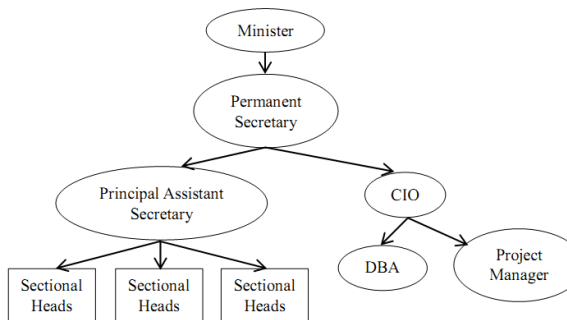 Minister
Permanent
Secretary
Principal Assistant
Secretary
CIO
Sectional
Heads
Sectional
Heads
Sectional
Heads
DBA
Project
Manager